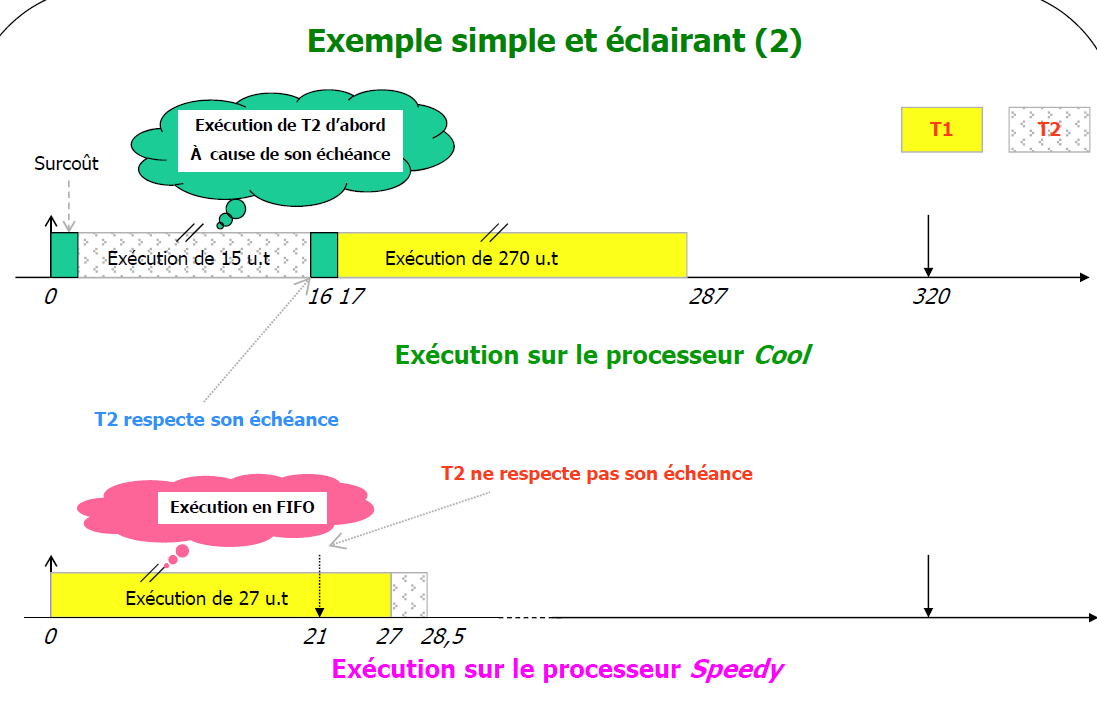 Exemple simple et éclairant (2)
Exécution de T2 d'abord
À cause de son échéance
T1
T2
Surcoût
Exécution de 15 u.t
Exécution de 270 u.t
0
16 17
287
320
Exécution sur le processeur Cool
T2 respecte son échéance
T2 ne respecte pas son échéance
Exécution en FIFO
Exécution de 27 u.t
0
21
27
28,5
Exécution sur le processeur Speedy